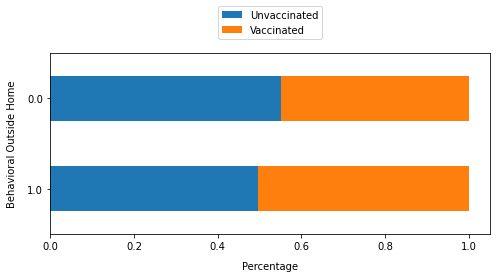 Unvaccinated
Vaccinated
Behavioral Outside Home
0.0
1.0
0.0 0.2 0.4 0.6 0.8 1.0
Percentage